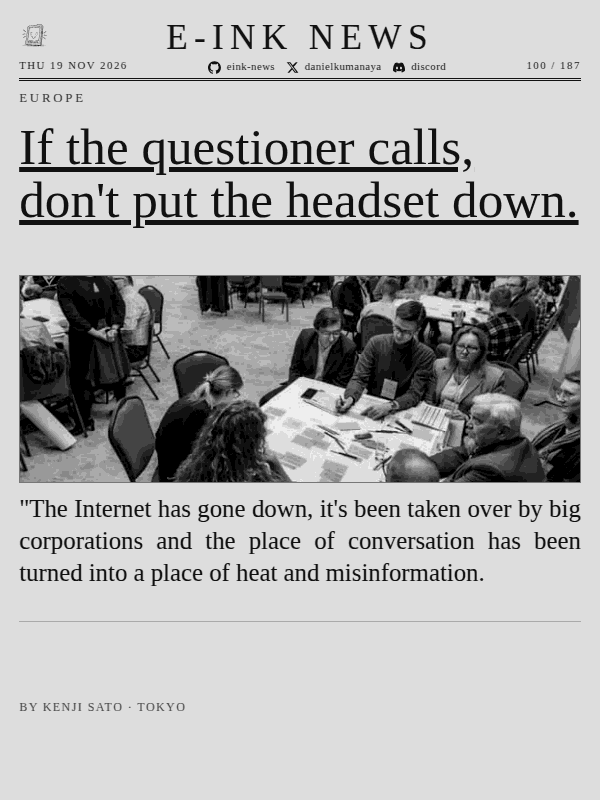 E-INK NEWS
THU 19 NOV 2026
eink-news danielkumanaya discord
100 / 187
EUROPE
If the questioner calls,
don't put the headset down.
"The Internet has gone down, it's been taken over by big
corporations and the place of conversation has been
turned into a place of heat and misinformation.
BY KENJI SATO · TOKYO